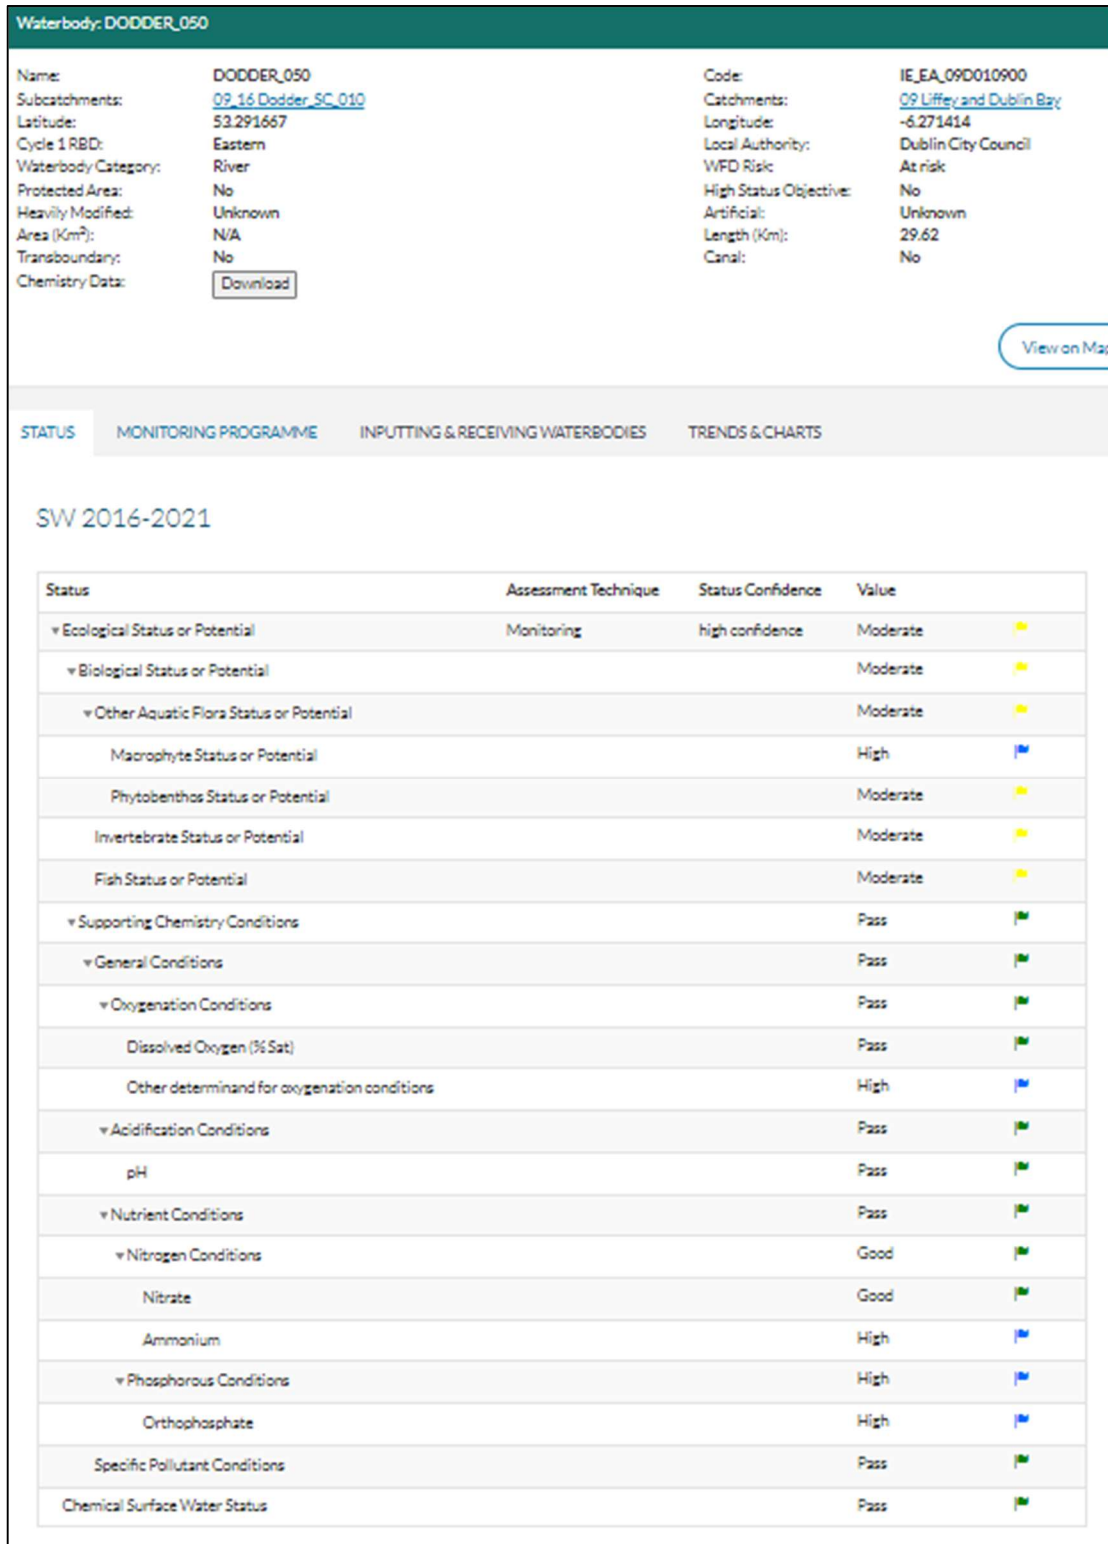 Waterbody: DODDER_050
Name: DODDER_050 Code: IE_EA_09D010900
Subcatchments: 09_16 Dodder_SC_010 Catchments: 09 Liffey and Dublin Bay
Latitude: 53.291667 Longitude: -6.271414
Cycle 1 RBD: Eastern Local Authority: Dublin City Council
Waterbody Category: River WFD Risk: At risk
Protected Area: No High Status Objective: No
Heavily Modified: Unknown Artificial: Unknown
Area (Km²): N/A Length (Km): 29.62
Transboundary: No Canal: No
Chemistry Data: Download
View on Map
STATUS MONITORING PROGRAMME INPUTTING & RECEIVING WATERBODIES TRENDS & CHARTS
SW 2016-2021
Status Assessment Technique Status Confidence Value
Ecological Status or Potential Monitoring high confidence Moderate
Biological Status or Potential Moderate
Other Aquatic Flora Status or Potential Moderate
Macrophyte Status or Potential High
Phytobenthos Status or Potential Moderate
Invertebrate Status or Potential Moderate
Fish Status or Potential Moderate
Supporting Chemistry Conditions Pass
General Conditions Pass
Oxygenation Conditions Pass
Dissolved Oxygen (% Sat) Pass
Other determinand for oxygenation conditions High
Acidification Conditions Pass
pH Pass
Nutrient Conditions Pass
Nitrogen Conditions Good
Nitrate Good
Ammonium High
Phosphorous Conditions High
Orthophosphate High
Specific Pollutant Conditions Pass
Chemical Surface Water Status Pass